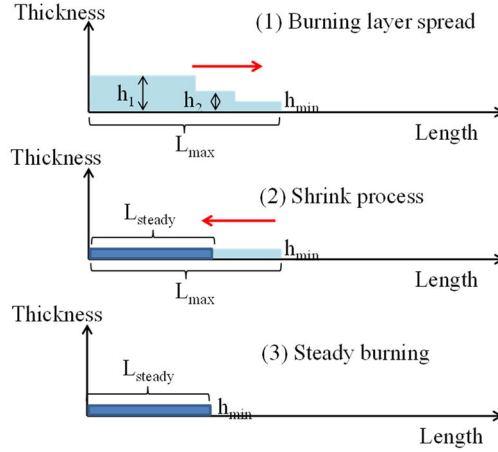 Thickness
(1) Burning layer spread
h1
h2
hmin
Lmax
Length
Thickness
(2) Shrink process
Lsteady
hmin
Lmax
Length
Thickness
(3) Steady burning
Lsteady
hmin
Length